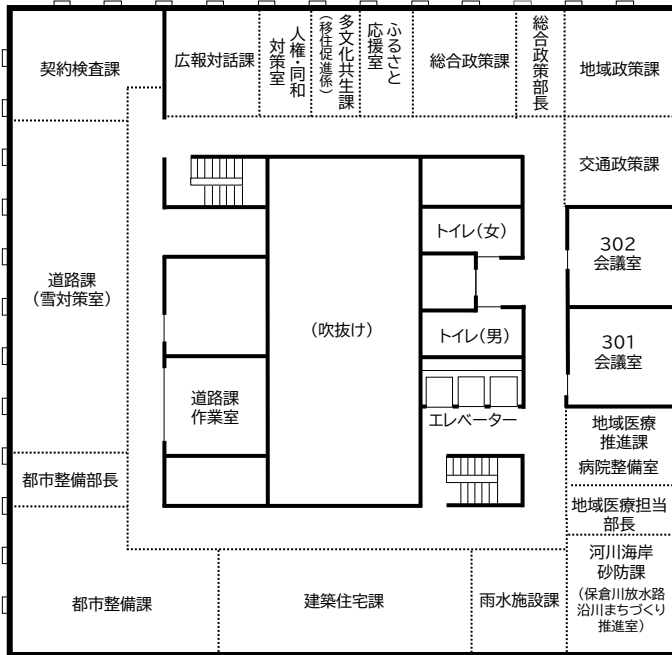 契約検査課
広報対話課
人権・同和
対策室
多文化共生課
(移住促進係)
ふるさと
応援室
総合政策課
総合政策部長
地域政策課
交通政策課
トイレ(女)
302
会議室
道路課
(雪対策室)
(吹抜け)
トイレ(男)
301
会議室
道路課
作業室
エレベーター
地域医療
推進課
病院整備室
都市整備部長
地域医療担当
部長
河川海岸
砂防課
(保倉川放水路
沿川まちづくり
推進室)
都市整備課
建築住宅課
雨水施設課